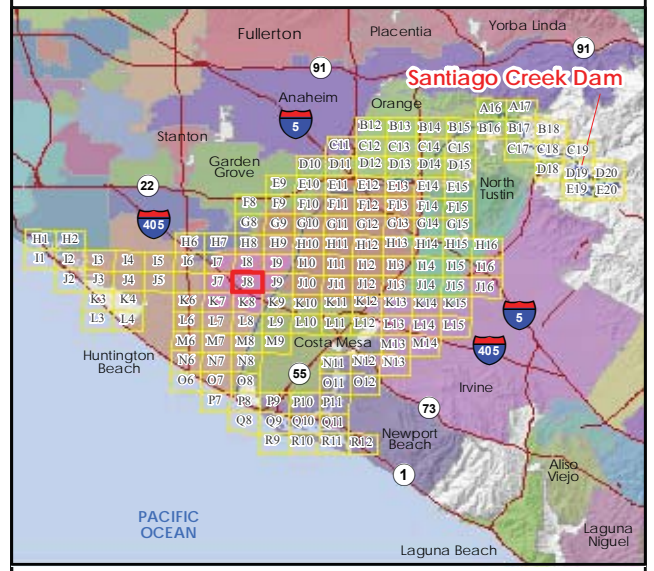 Yorba Linda
Fullerton
Placentia
91
91
Santiago Creek Dam
Anaheim
Orange
A16 A17
5
B12 B13 B14 B15 B16 B17 B18
Stanton
C11 C12 C13 C14 C15 C17 C18 C19
Garden
Grove
D10 D11 D12 D13 D14 D15 D18 D19 D20
22
E9 E10 E11 E12 E13 E14 E15 E19 E20
North
Tustin
F8 F9 F10 F11 F12 F13 F14 F15
405
G8 G9 G10 G11 G12 G13 G14 G15
H1 H2 H6 H7 H8 H9 H10 H11 H12 H13 H14 H15 H16
I1 I2 I3 I4 I5 I6 I7 I8 I9 I10 I11 I12 I13 I14 I15 I16
J2 J3 J4 J5 J7 J8 J9 J10 J11 J12 J13 J14 J15 J16
K3 K4 K6 K7 K8 K9 K10 K11 K12 K13 K14 K15
5
L3 L4 L6 L7 L8 L9 L10 L11 L12 L13 L14 L15
M6 M7 M8 M9 Costa Mesa M13 M14
405
Huntington
Beach
N6 N7 N8 N11 N12 N13
55
O6 O7 O8 O11 O12
Irvine
P7 P8 P9 P10 P11
73
Q8 Q9 Q10 Q11
R9 R10 R11 R12
Newport
Beach
1
Aliso
Viejo
PACIFIC
OCEAN
Laguna
Niguel
Laguna Beach